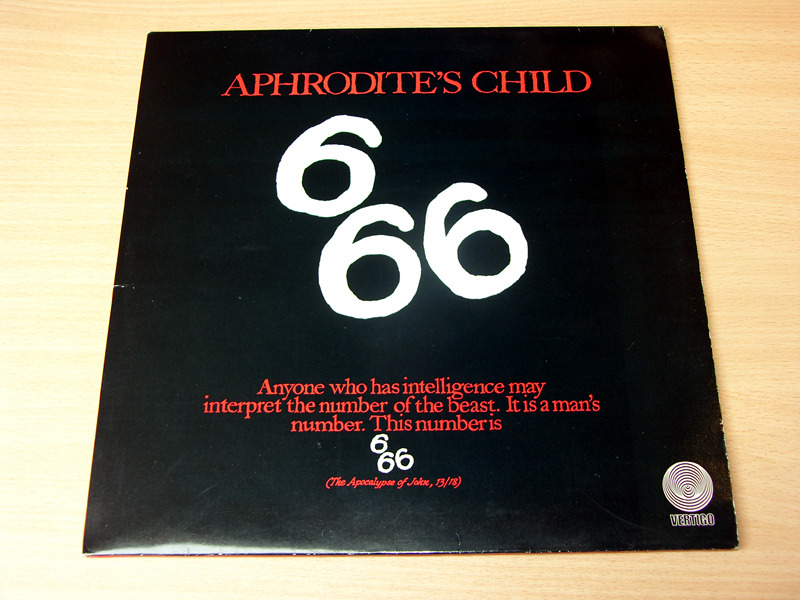 APHRODITE'S CHILD
6
66
Anyone who has intelligence may
interpret the number of the beast. It is a man's
number. This number is
6
66
(The Apocalypse of John, 13/18)
VERTIGO